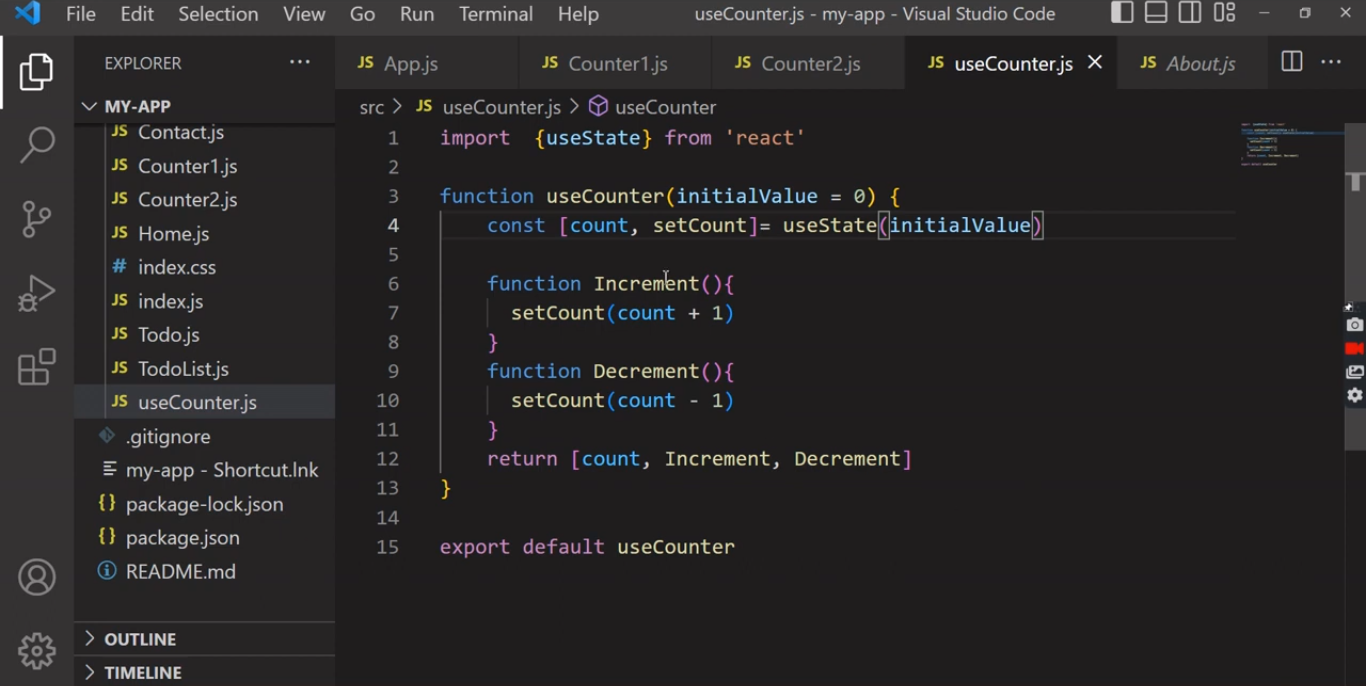 File Edit Selection View Go Run Terminal Help useCounter.js - my-app - Visual Studio Code
EXPLORER
MY-APP
JS Contact.js
JS Counter1.js
JS Counter2.js
JS Home.js
# index.css
JS index.js
JS Todo.js
JS TodoList.js
JS useCounter.js
.gitignore
my-app - Shortcut.lnk
{} package-lock.json
{} package.json
README.md
OUTLINE
TIMELINE
JS App.js JS Counter1.js JS Counter2.js JS useCounter.js JS About.js
src > JS useCounter.js > useCounter
1 import  {useState} from 'react'
2
3 function useCounter(initialValue = 0) {
4     const [count, setCount]= useState(initialValue)
5
6     function Increment(){
7       setCount(count + 1)
8     }
9     function Decrement(){
10       setCount(count - 1)
11     }
12     return [count, Increment, Decrement]
13 }
14
15 export default useCounter